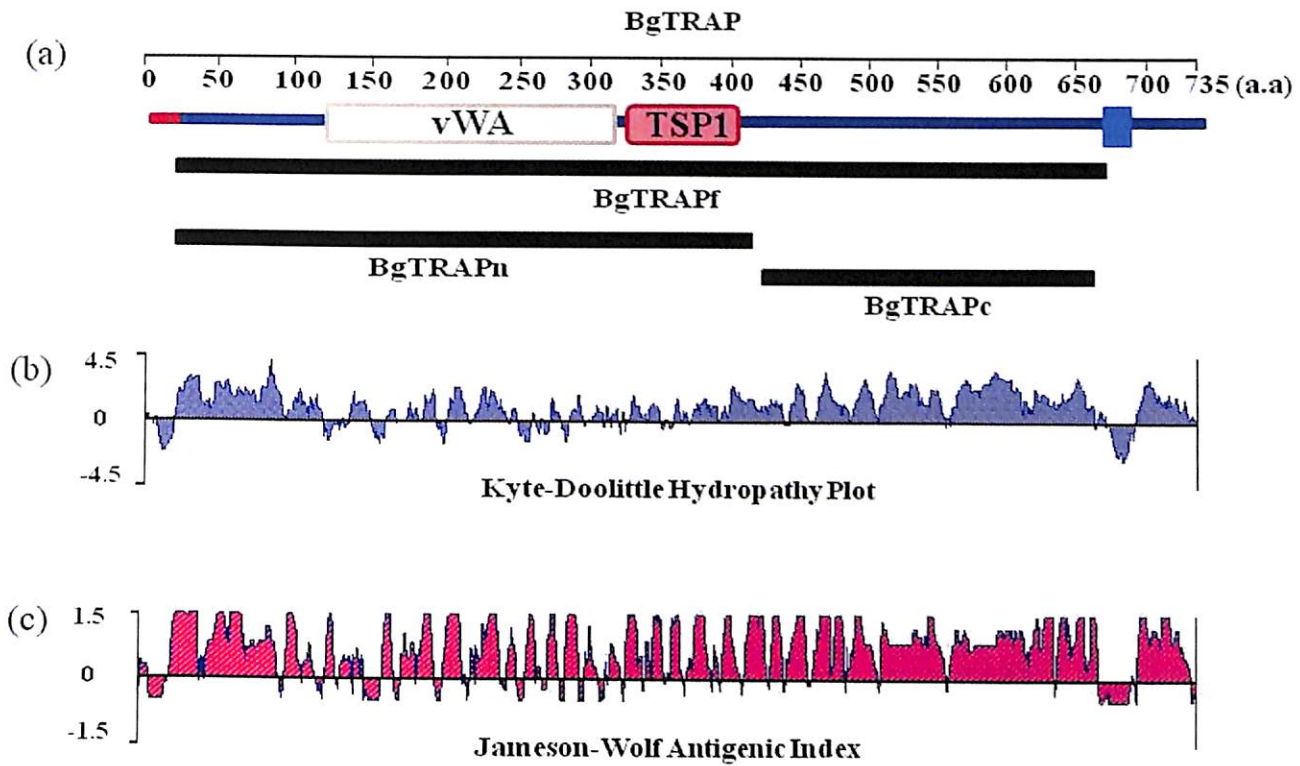 BgTRAP
(a)
0 50 100 150 200 250 300 350 400 450 500 550 600 650 700 735 (a.a)
vWA TSP1
BgTRAPf
BgTRAPn
BgTRAPc
(b)
4.5
0
-4.5
Kyte-Doolittle Hydropathy Plot
(c)
1.5
0
-1.5
Jameson-Wolf Antigenic Index